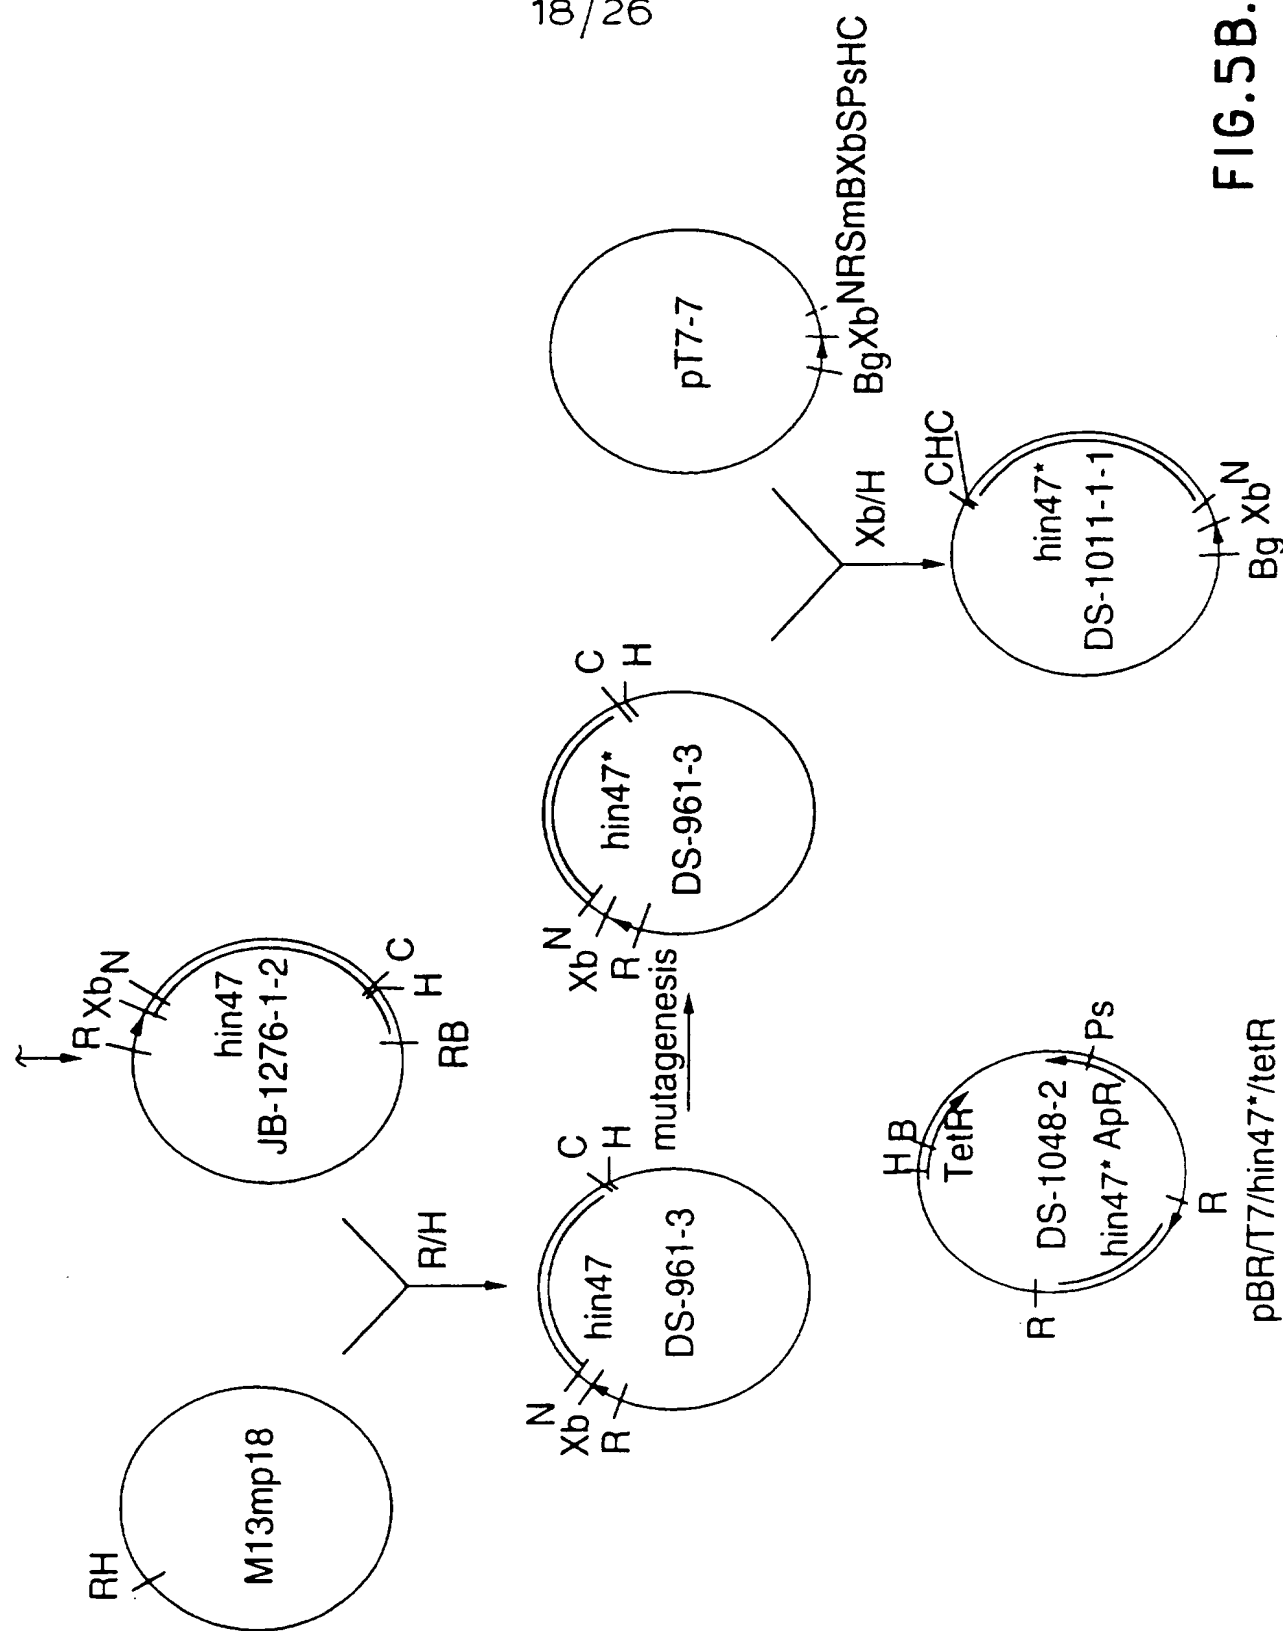 18/26
RH
M13mp18
R
Xb
N
hin47
JB-1276-1-2
C
H
RB
R/H
N
Xb
R
hin47
DS-961-3
C
H
mutagenesis
N
Xb
R
hin47*
DS-961-3
C
H
pT7-7
Bg
Xb
NRSmBXbSPsHC
Xb/H
CHC
hin47*
DS-1011-1-1
Bg
Xb
N
H B
TetR
DS-1048-2
hin47* ApR
Ps
R
R
pBR/T7/hin47*/tetR
FIG.5B.